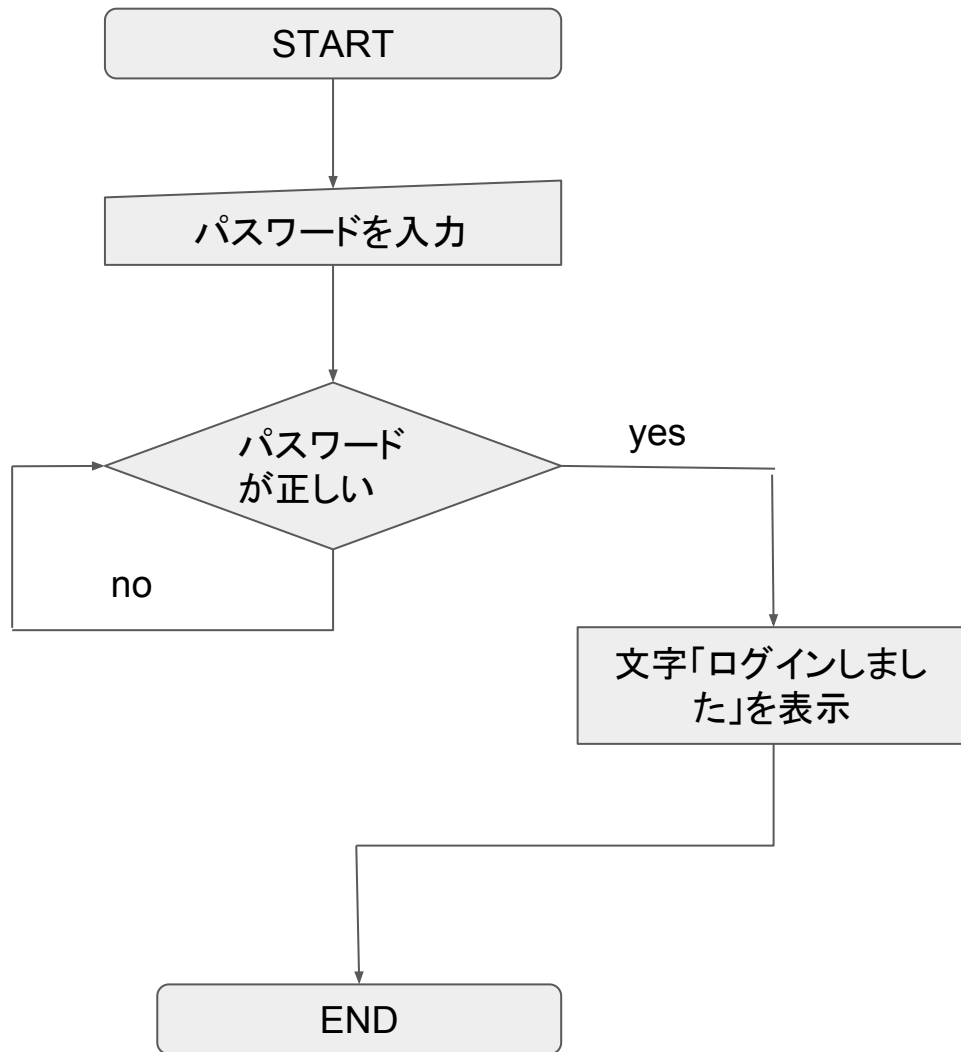 START
パスワードを入力
パスワード
が正しい
yes
no
文字「ログインしまし
た」を表示
END